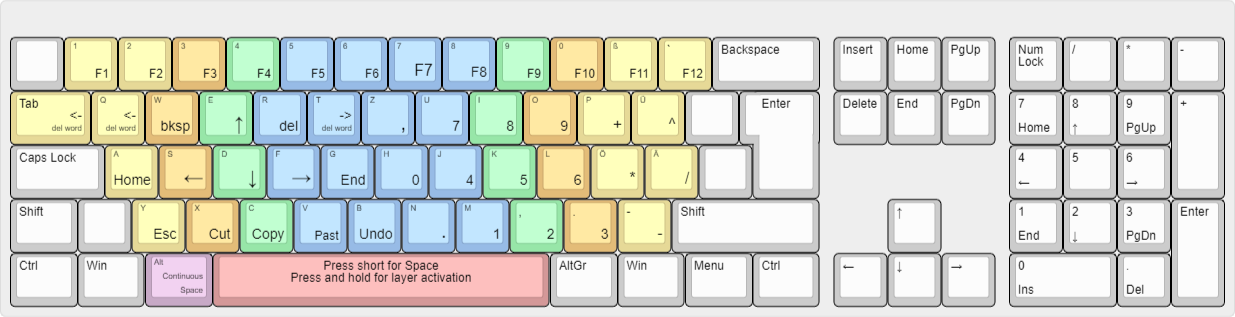 1 2 3 4 5 6 7 8 9 0 ß ´ Backspace Insert Home PgUp Num / * -
F1 F2 F3 F4 F5 F6 F7 F8 F9 F10 F11 F12 Lock
Tab Q W E R T Z U I O P Ü Enter Delete End PgDn 7 8 9 +
<- <- bksp ↑ del -> , 7 8 9 + ^ Home ↑ PgUp
del word del word del word
Caps Lock A S D F G H J K L Ö Ä 4 5 6
Home ← ↓ → End 0 4 5 6 * / ← →
Shift Y X C V B N M , . - Shift ↑ 1 2 3 Enter
Esc Cut Copy Past Undo . 1 2 3 - End ↓ PgDn
Ctrl Win Alt Press short for Space AltGr Win Menu Ctrl ← ↓ → 0 .
Continuous Press and hold for layer activation
Space Ins Del